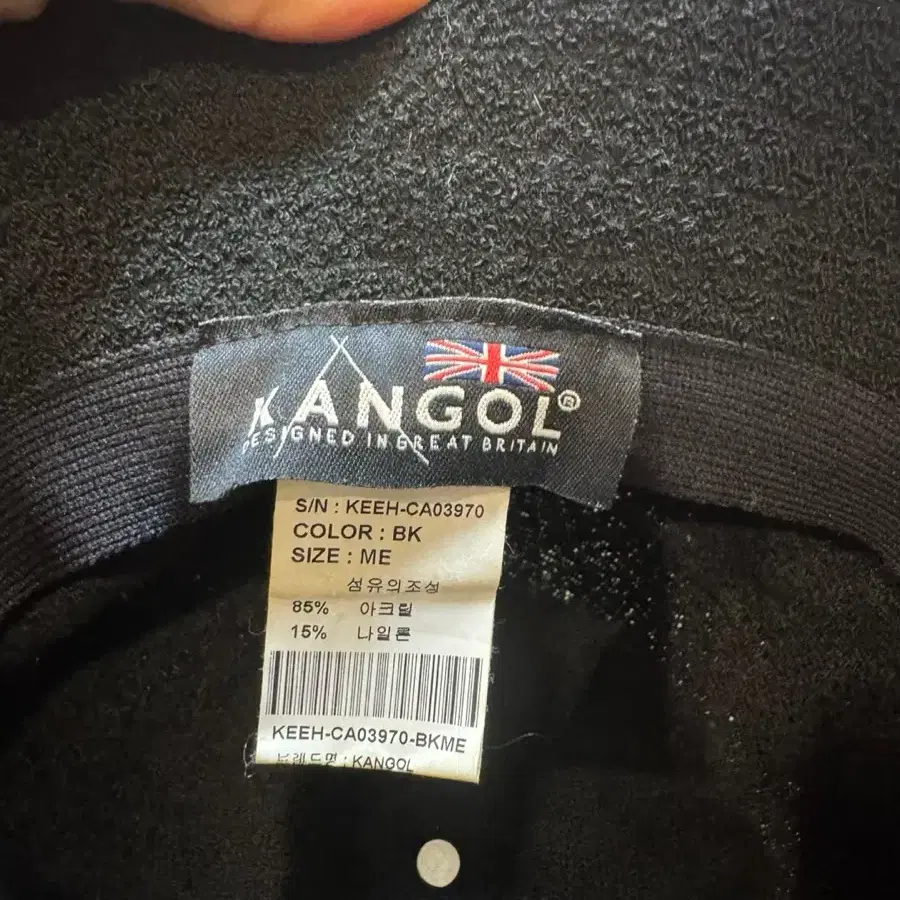 KANGOL®
DESIGNED IN GREAT BRITAIN
S/N : KEEH-CA03970
COLOR : BK
SIZE : ME
섬유의조성
85% 아크릴
15% 나일론
KEEH-CA03970-BKME
브레드명 : KANGOL